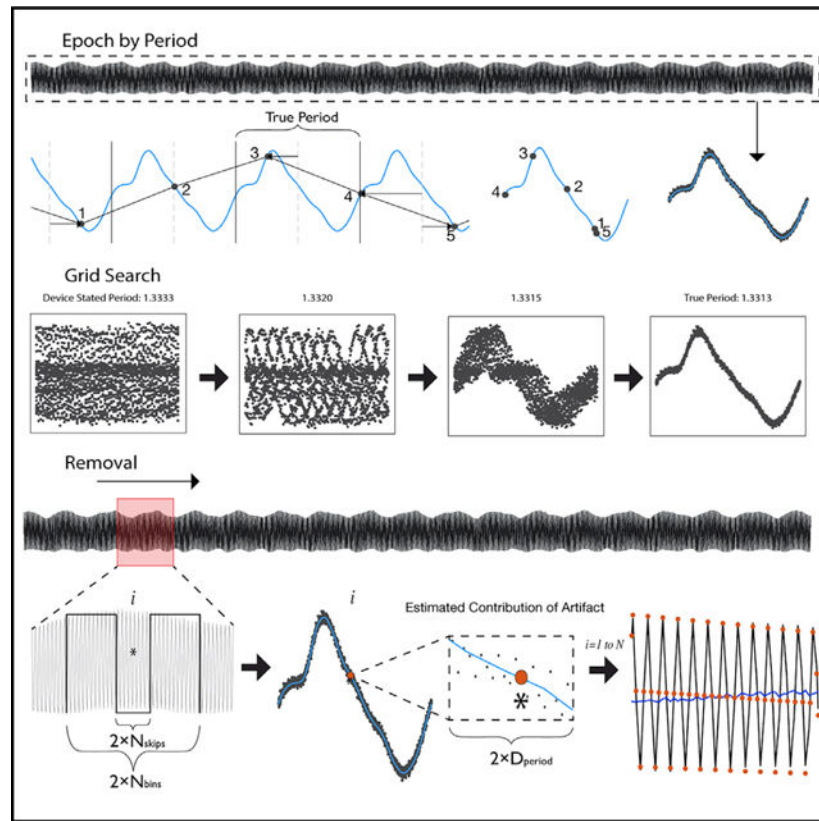 Epoch by Period
True Period
1
2
3
4
5
3
4
2
1
5
Grid Search
Device Stated Period: 1.3333
1.3320
1.3315
True Period: 1.3313
Removal
i
*
2×Nskips
2×Nbins
i
Estimated Contribution of Artifact
*
2×Dperiod
i=1 to N